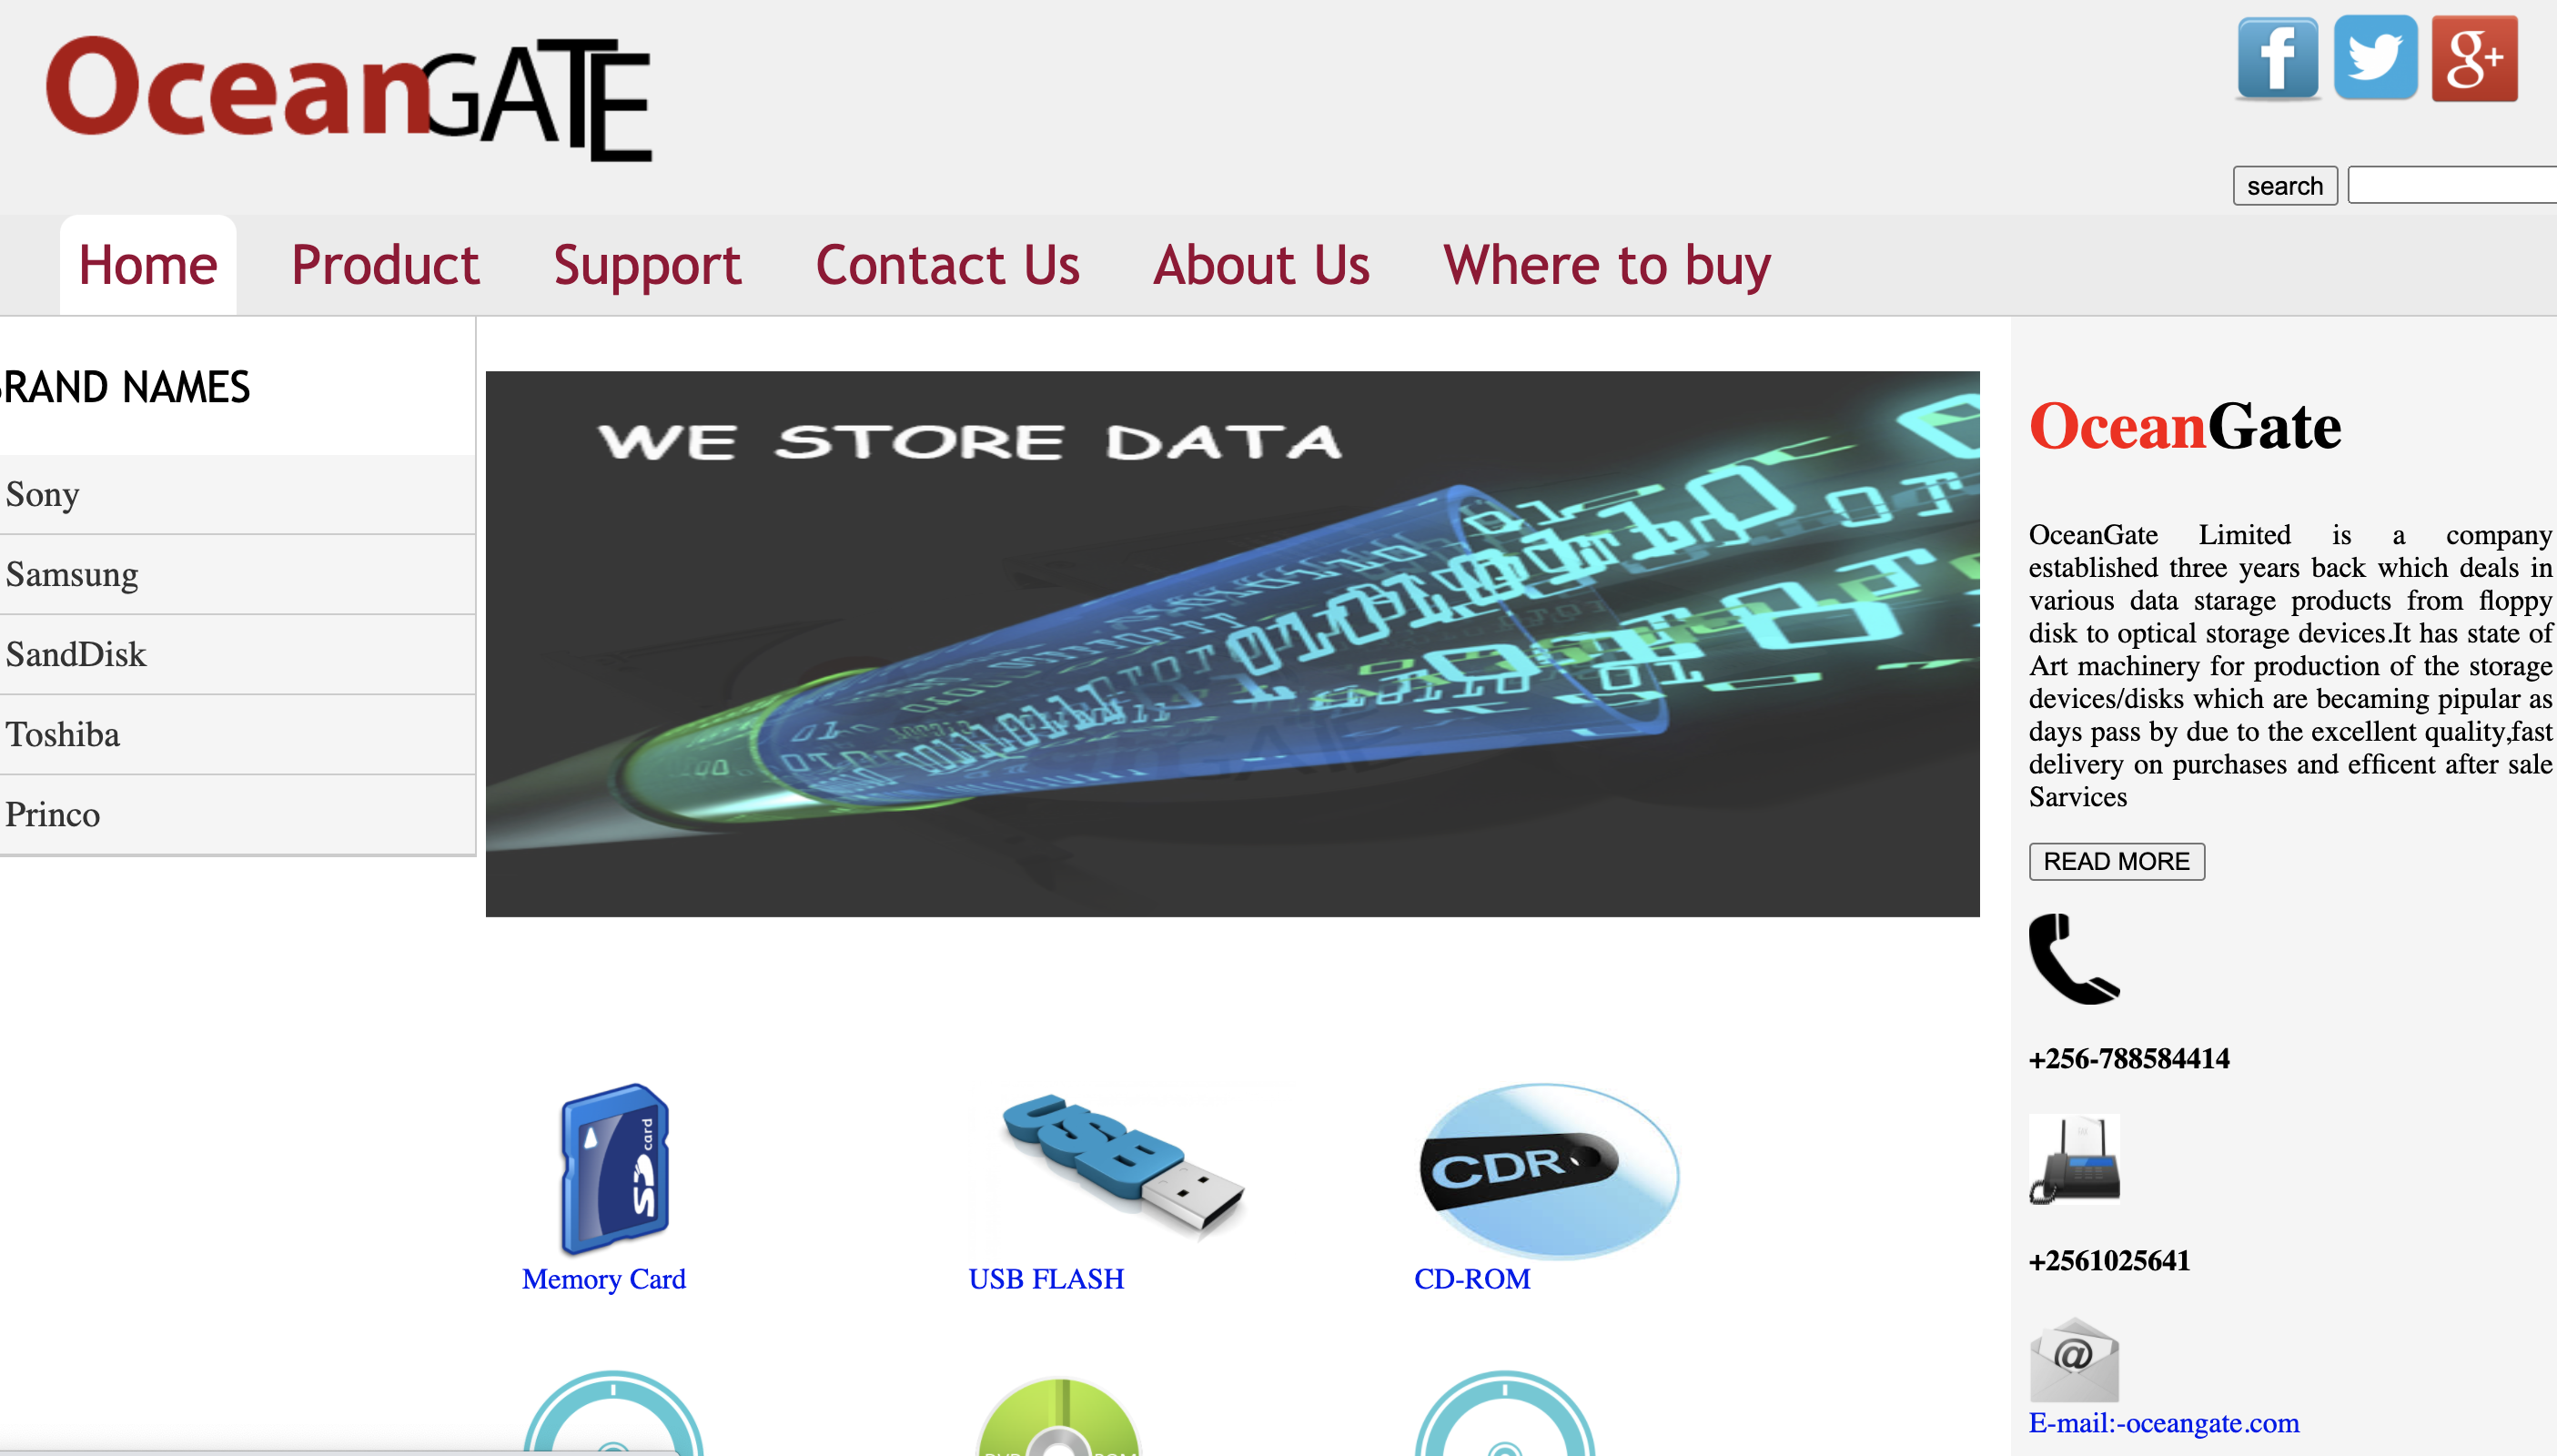 OceanGATE
search
Home Product Support Contact Us About Us Where to buy
RAND NAMES
Sony
Samsung
SandDisk
Toshiba
Princo
WE STORE DATA
SD card
Memory Card
USB
USB FLASH
CDR
CD-ROM
OceanGate
OceanGate Limited is a company
established three years back which deals in
various data starage products from floppy
disk to optical storage devices.It has state of
Art machinery for production of the storage
devices/disks which are becaming pipular as
days pass by due to the excellent quality,fast
delivery on purchases and efficent after sale
Sarvices
READ MORE
+256-788584414
+2561025641
@
E-mail:-oceangate.com